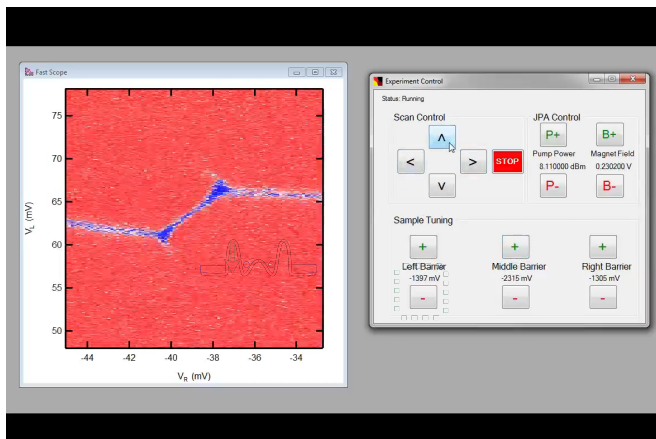 Fast Scope
75
70
65
60
55
50
V_L (mV)
-44 -42 -40 -38 -36 -34
V_R (mV)
Experiment Control
Status: Running
Scan Control
JPA Control
^
< > STOP
v
P+ B+
Pump Power Magnet Field
8.110000 dBm 0.230200 V
P- B-
Sample Tuning
+ + +
Left Barrier Middle Barrier Right Barrier
-1397 mV -2315 mV -1305 mV
- - -